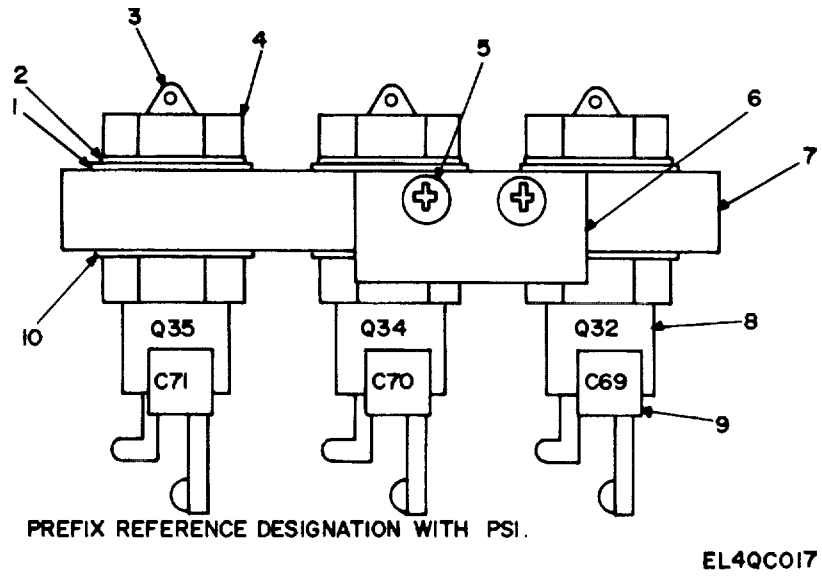 3
4
5
2
1
6
7
10
Q35
Q34
Q32
8
C71
C70
C69
9
PREFIX REFERENCE DESIGNATION WITH PSI.
EL4QC017